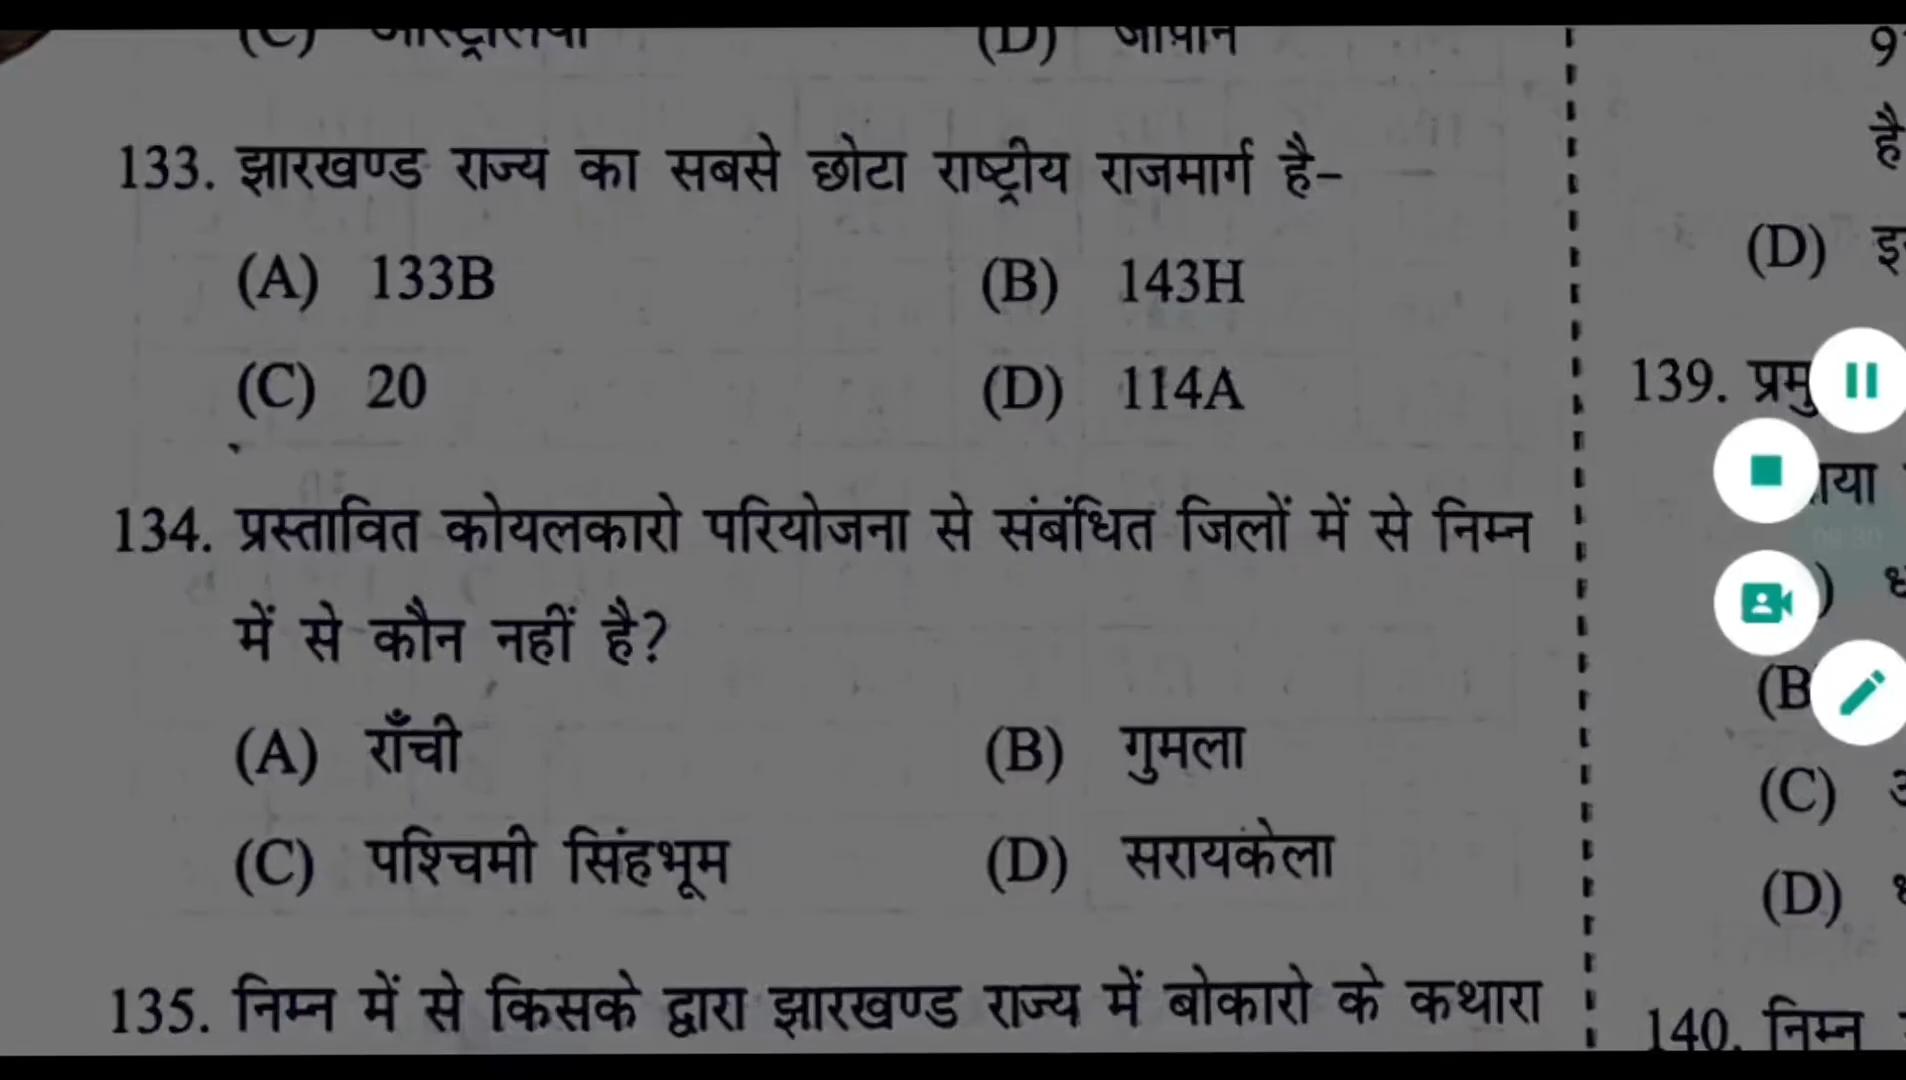 (C) ऑस्ट्रेलिया (D) जापान
133. झारखण्ड राज्य का सबसे छोटा राष्ट्रीय राजमार्ग है-
(A) 133B (B) 143H
(C) 20 (D) 114A
134. प्रस्तावित कोयलकारो परियोजना से संबंधित जिलों में से निम्न
में से कौन नहीं है?
(A) राँची (B) गुमला
(C) पश्चिमी सिंहभूम (D) सरायकेला
135. निम्न में से किसके द्वारा झारखण्ड राज्य में बोकारो के कथारा
है
(D)
139.
(B
(C)
(D)
140. निम्न